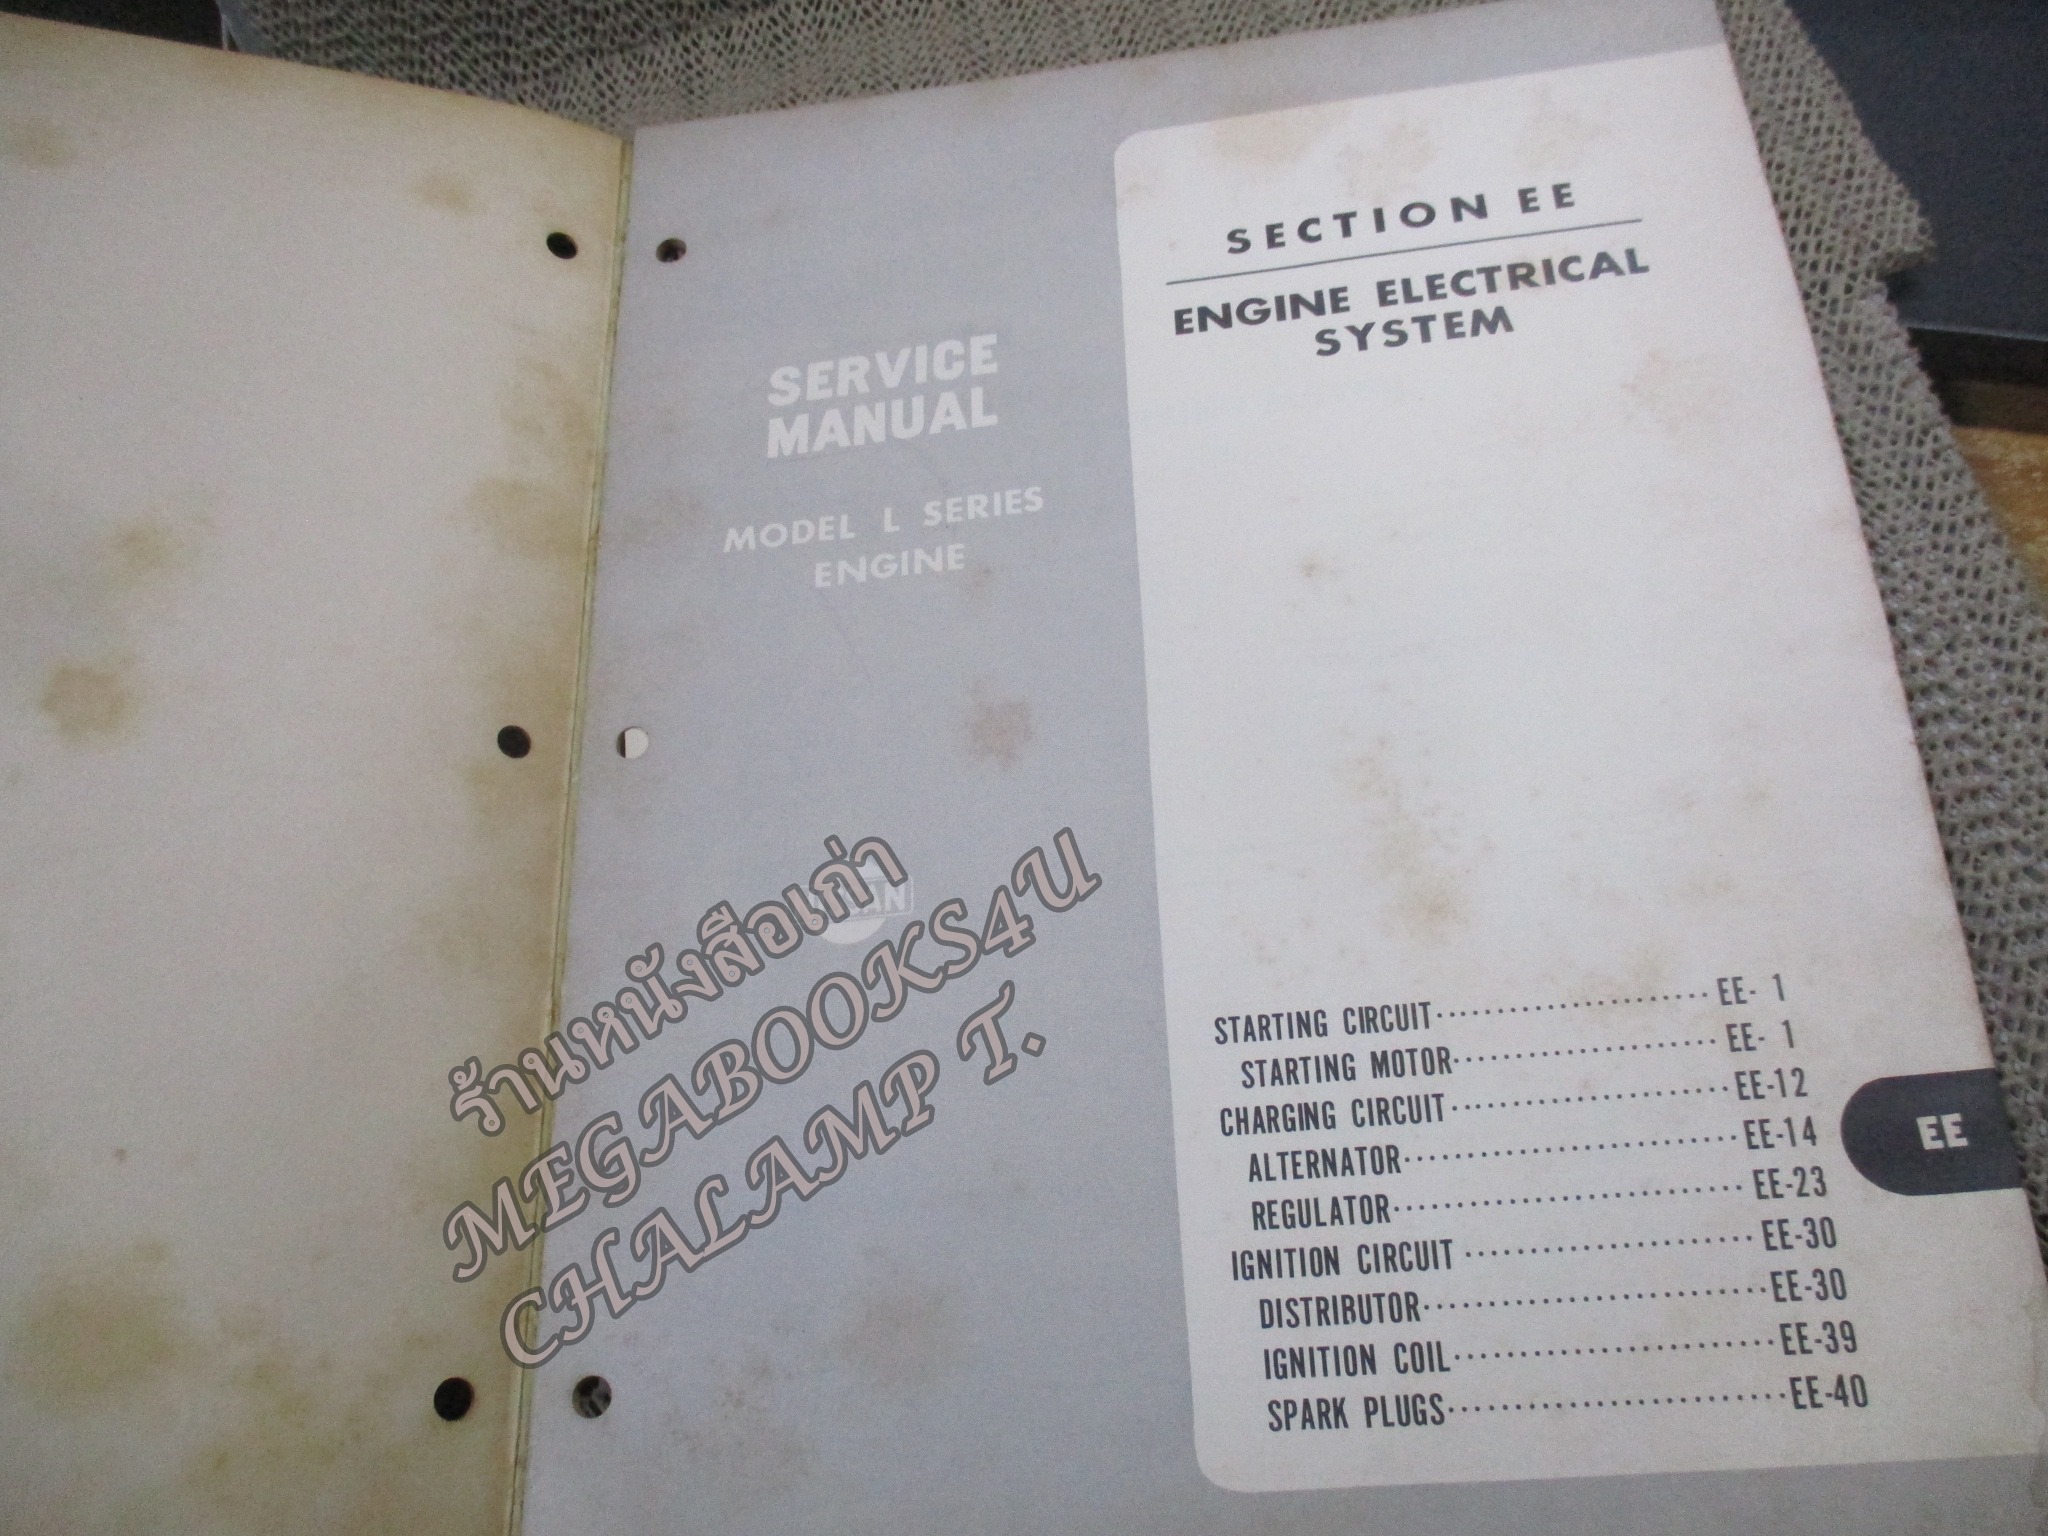 SERVICE
MANUAL
MODEL L SERIES
ENGINE
SECTION EE
ENGINE ELECTRICAL
SYSTEM
STARTING CIRCUIT······················EE- 1
STARTING MOTOR······················EE- 1
CHARGING CIRCUIT······················EE-12
ALTERNATOR··························EE-14
REGULATOR···························EE-23
IGNITION CIRCUIT······················EE-30
DISTRIBUTOR··························EE-30
IGNITION COIL························EE-39
SPARK PLUGS··························EE-40
EE
ร้านหนังสือเก่า
MEGABOOKS4U
CHALAMP T.